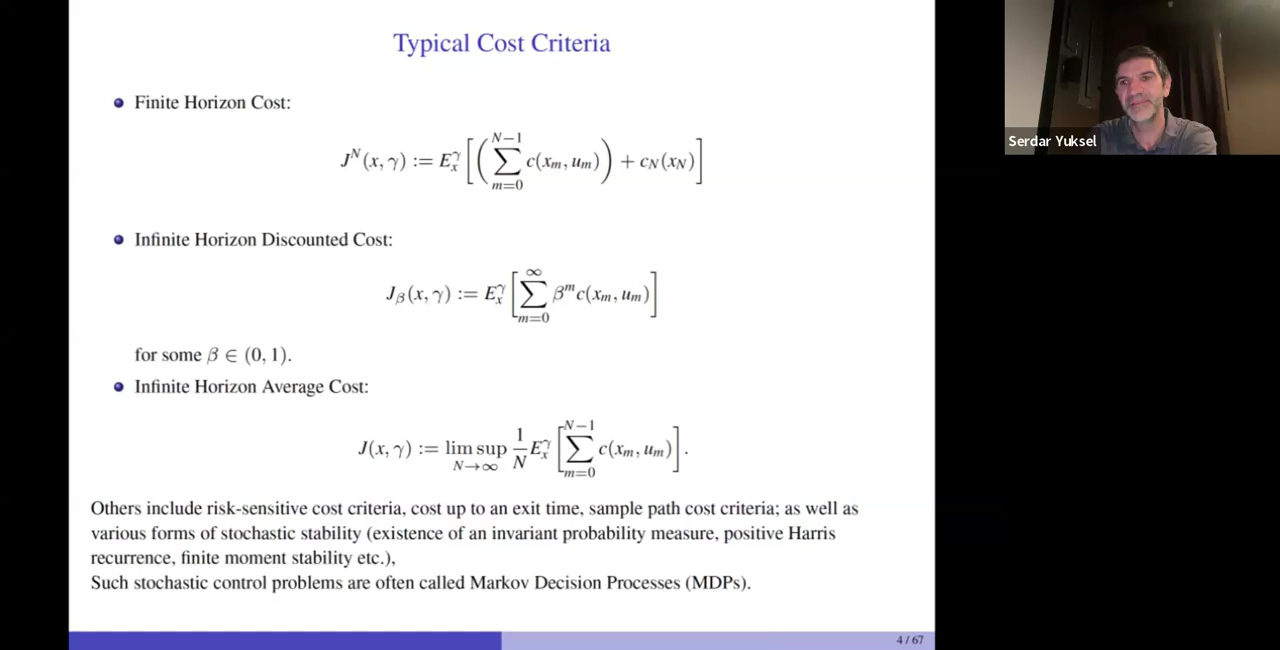 Typical Cost Criteria
Finite Horizon Cost:
J^N(x, γ) := E_x^γ [ ( ∑_{m=0}^{N−1} c(x_m, u_m) ) + c_N(x_N) ]
Infinite Horizon Discounted Cost:
J_β(x, γ) := E_x^γ [ ∑_{m=0}^{∞} β^m c(x_m, u_m) ]
for some β ∈ (0, 1).
Infinite Horizon Average Cost:
J(x, γ) := lim sup_{N→∞} 1/N E_x^γ [ ∑_{m=0}^{N−1} c(x_m, u_m) ] .
Others include risk-sensitive cost criteria, cost up to an exit time, sample path cost criteria; as well as
various forms of stochastic stability (existence of an invariant probability measure, positive Harris
recurrence, finite moment stability etc.),
Such stochastic control problems are often called Markov Decision Processes (MDPs).
4 / 67
Serdar Yuksel